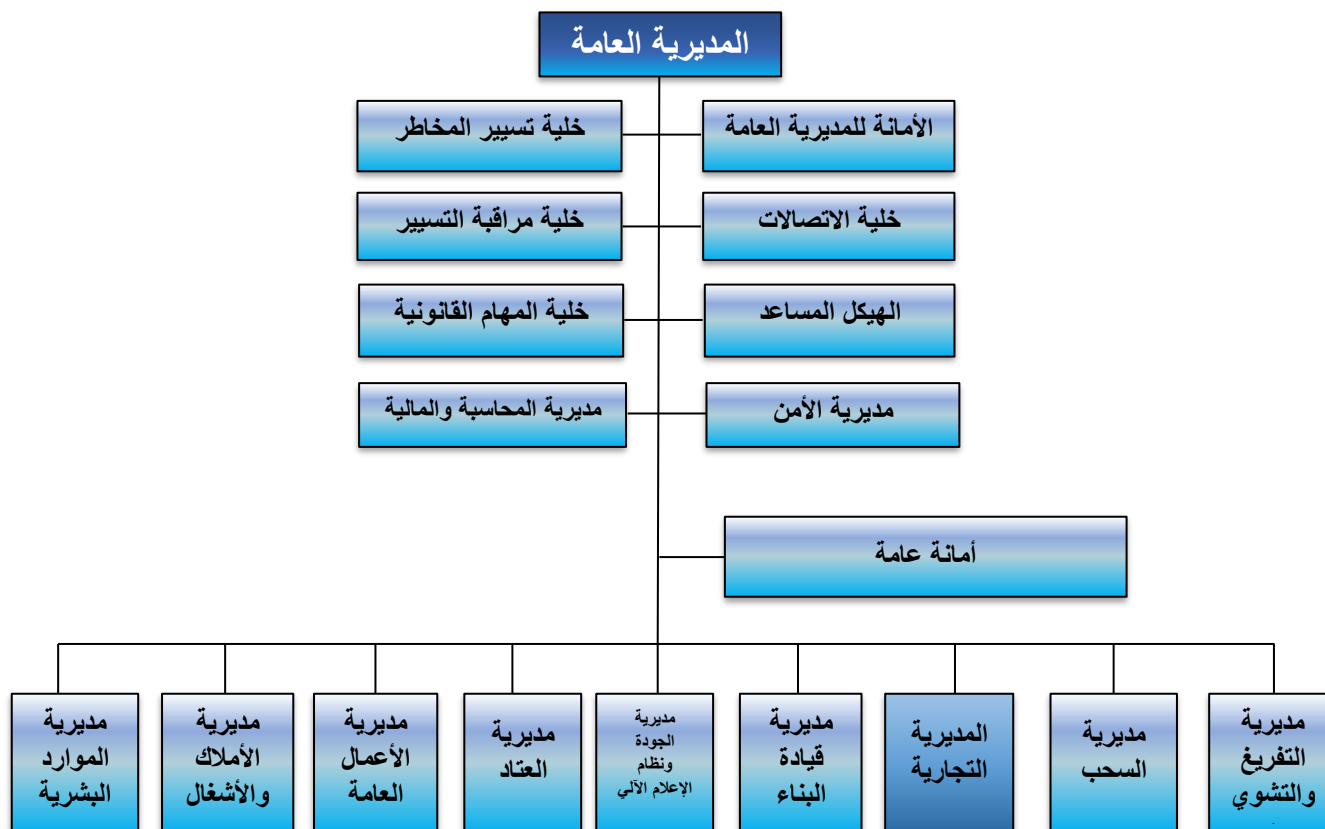 المديرية العامة
الأمانة للمديرية العامة
خلية تسيير المخاطر
خلية الاتصالات
خلية مراقبة التسيير
الهيكل المساعد
خلية المهام القانونية
مديرية الأمن
مديرية المحاسبة والمالية
أمانة عامة
مديرية
التفريغ
والتشوي
مديرية
السحب
المديرية
التجارية
مديرية
قيادة
البناء
مديرية
الجودة
ونظام
الإعلام الآلي
مديرية
العتاد
مديرية
الأعمال
العامة
مديرية
الأملاك
والأشغال
مديرية
الموارد
البشرية